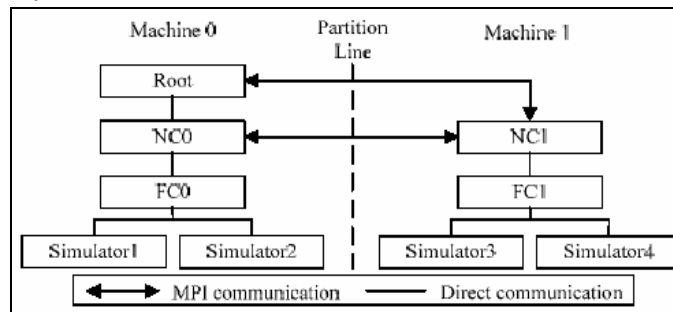 Machine 0
Partition
Line
Machine 1
Root
NC0
NC1
FC0
FC1
Simulator1
Simulator2
Simulator3
Simulator4
MPI communication
Direct communication